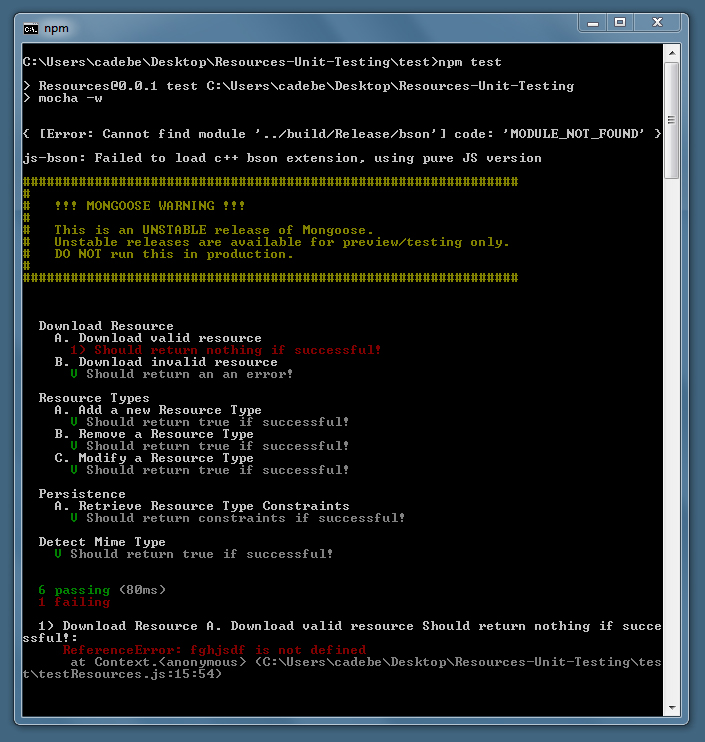 npm
C:\Users\cadebe\Desktop\Resources-Unit-Testing\test>npm test
> Resources@0.0.1 test C:\Users\cadebe\Desktop\Resources-Unit-Testing
> mocha -w
{ [Error: Cannot find module '../build/Release/bson'] code: 'MODULE_NOT_FOUND' }
js-bson: Failed to load c++ bson extension, using pure JS version
##############################################################
#
#   !!! MONGOOSE WARNING !!!
#
#   This is an UNSTABLE release of Mongoose.
#   Unstable releases are available for preview/testing only.
#   DO NOT run this in production.
#
##############################################################
Download Resource
A. Download valid resource
1) Should return nothing if successful!
B. Download invalid resource
V Should return an an error!
Resource Types
A. Add a new Resource Type
V Should return true if successful!
B. Remove a Resource Type
V Should return true if successful!
C. Modify a Resource Type
V Should return true if successful!
Persistence
A. Retrieve Resource Type Constraints
V Should return constraints if successful!
Detect Mime Type
V Should return true if successful!
6 passing (80ms)
1 failing
1) Download Resource A. Download valid resource Should return nothing if succe
ssful!:
ReferenceError: fghjsdf is not defined
at Context.<anonymous> (C:\Users\cadebe\Desktop\Resources-Unit-Testing\tes
t\testResources.js:15:54)